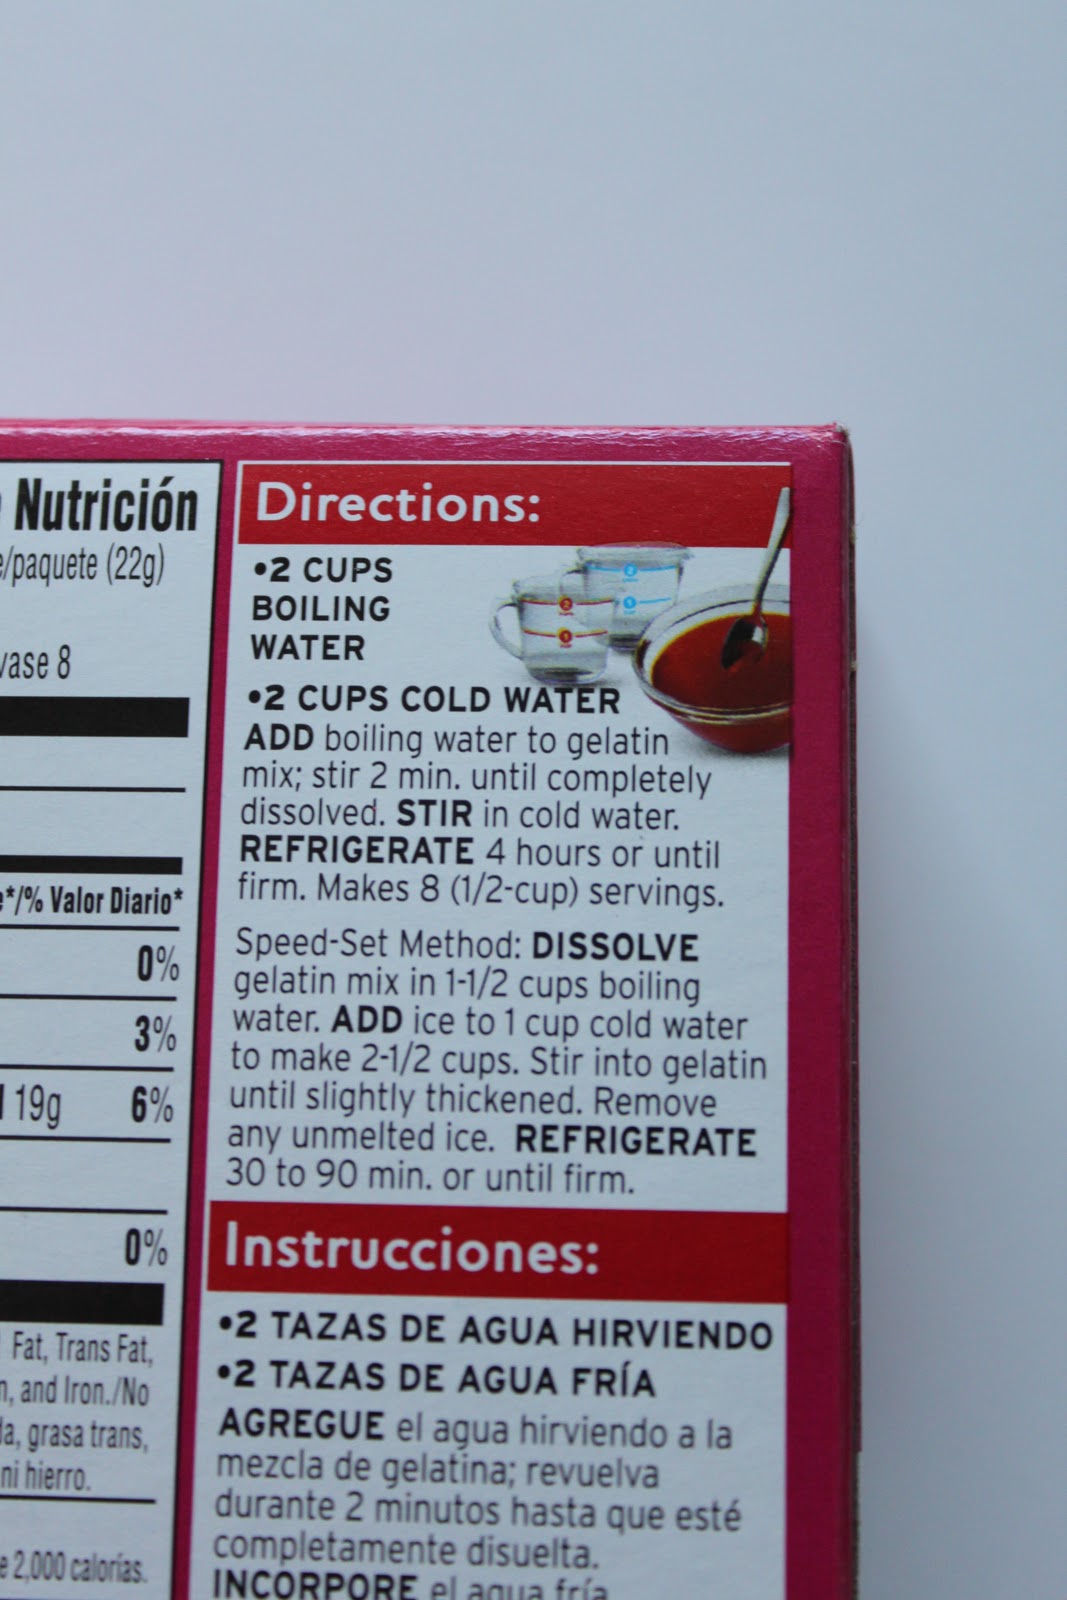 Nutrición
/paquete (22g)
vase 8
*/% Valor Diario*
0%
3%
19g 6%
0%
Fat, Trans Fat,
and Iron./No
grasa trans,
ni hierro.
2,000 calorías.
Directions:
•2 CUPS
BOILING
WATER
•2 CUPS COLD WATER
ADD boiling water to gelatin
mix; stir 2 min. until completely
dissolved. STIR in cold water.
REFRIGERATE 4 hours or until
firm. Makes 8 (1/2-cup) servings.
Speed-Set Method: DISSOLVE
gelatin mix in 1-1/2 cups boiling
water. ADD ice to 1 cup cold water
to make 2-1/2 cups. Stir into gelatin
until slightly thickened. Remove
any unmelted ice. REFRIGERATE
30 to 90 min. or until firm.
Instrucciones:
•2 TAZAS DE AGUA HIRVIENDO
•2 TAZAS DE AGUA FRÍA
AGREGUE el agua hirviendo a la
mezcla de gelatina; revuelva
durante 2 minutos hasta que esté
completamente disuelta.
INCORPORE el agua fría